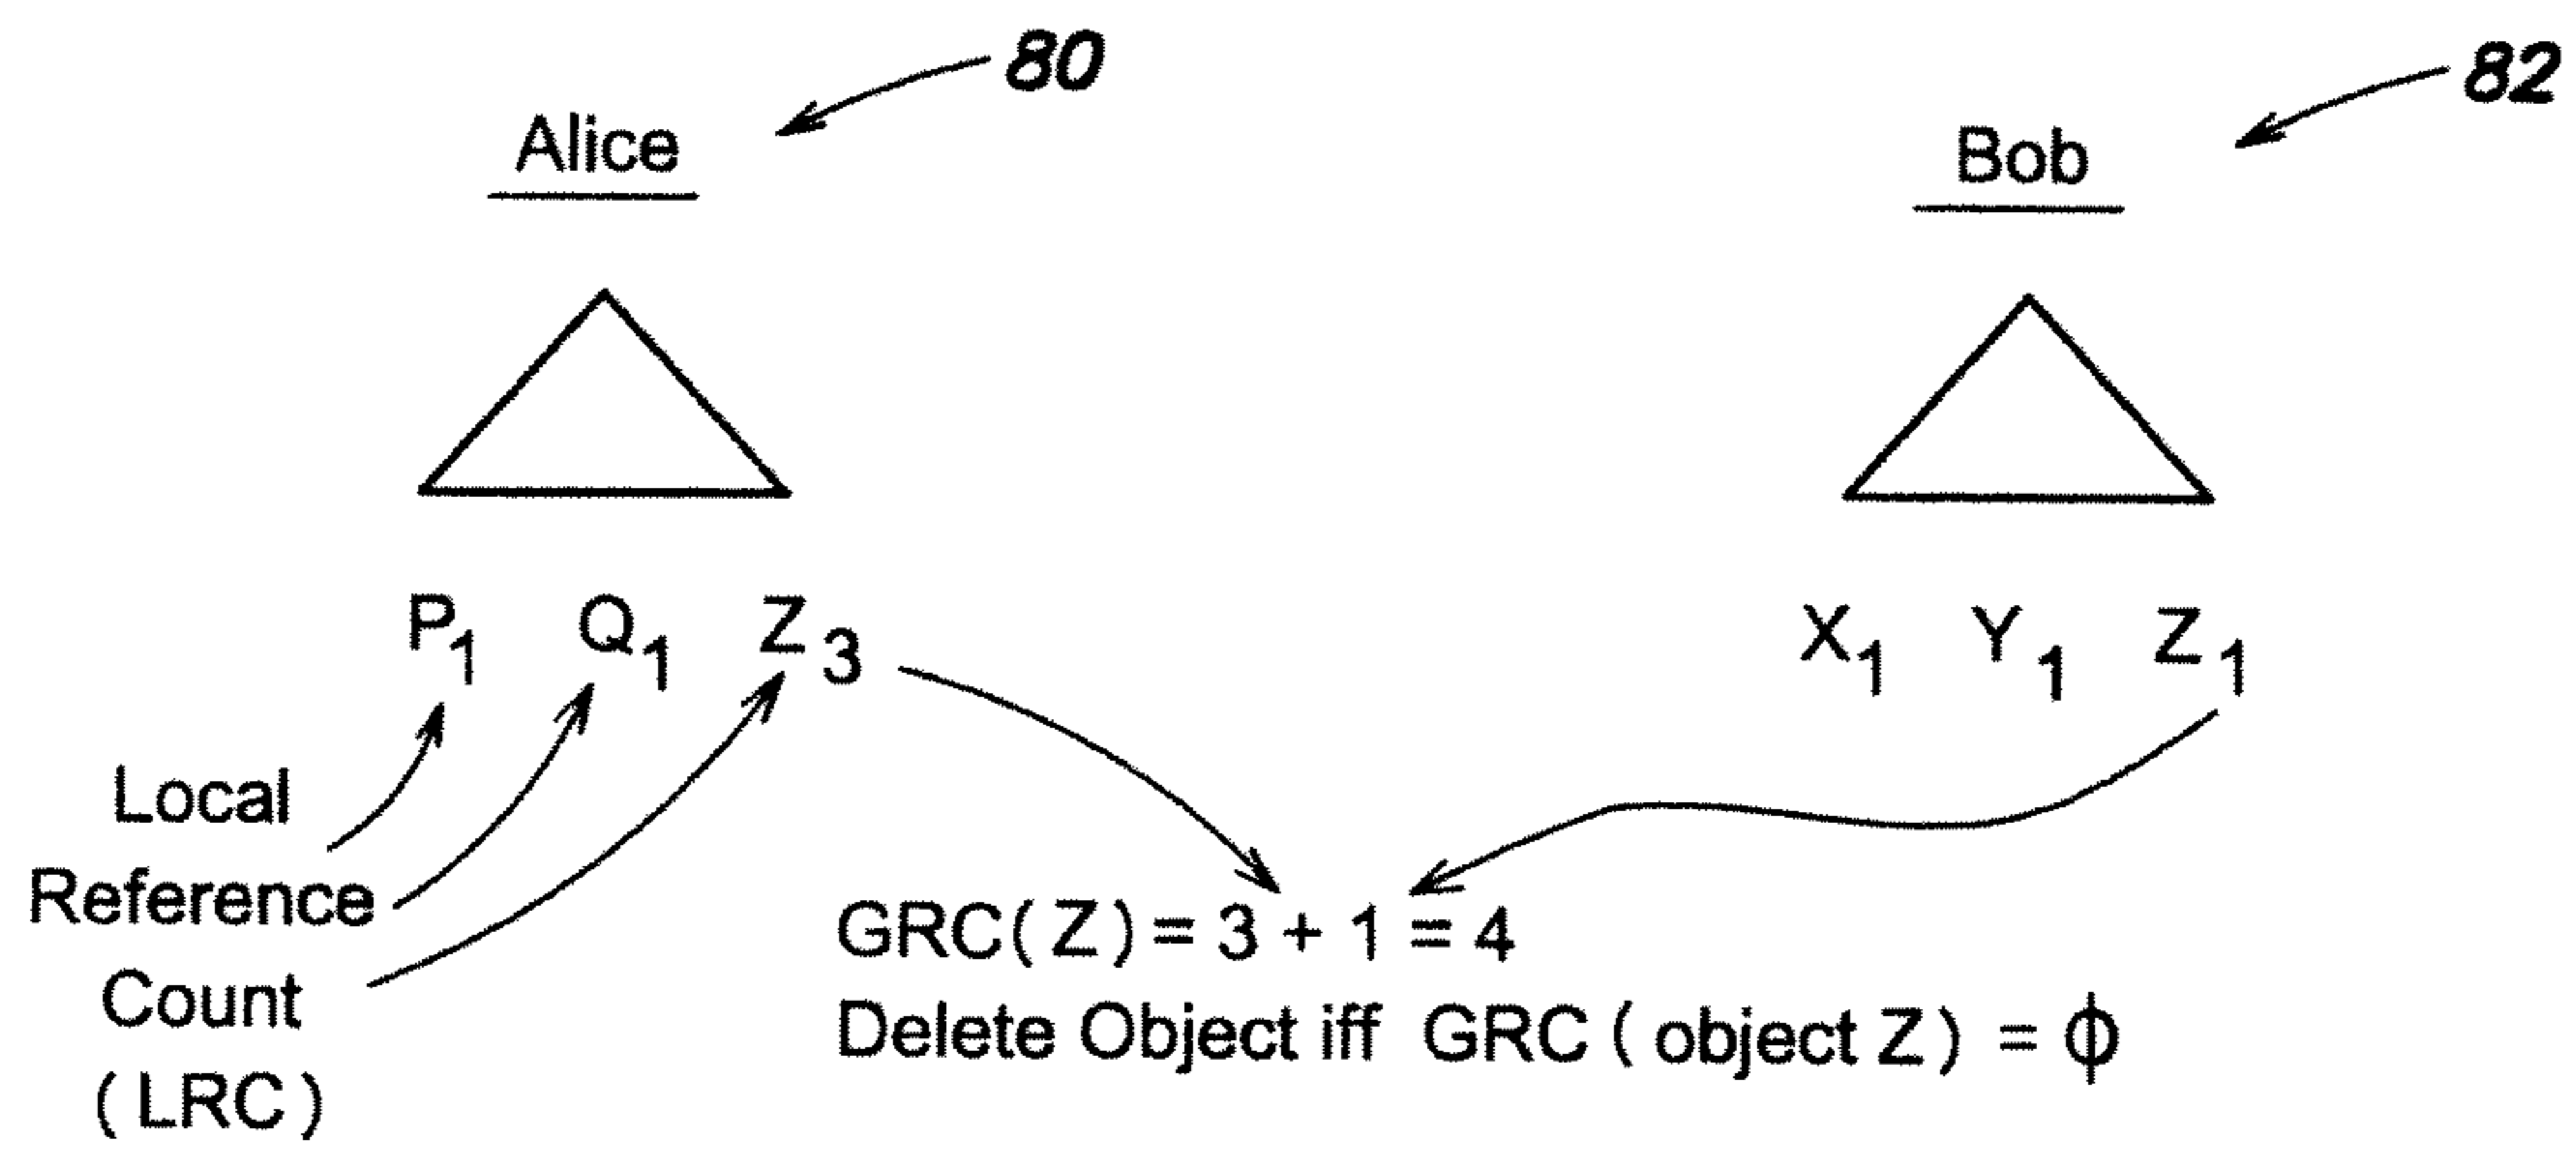 80
82
Alice
Bob
P1 Q1 Z3
X1 Y1 Z1
Local
Reference
Count
(LRC)
GRC(Z) = 3 + 1 = 4
Delete Object iff GRC (object Z) = ϕ